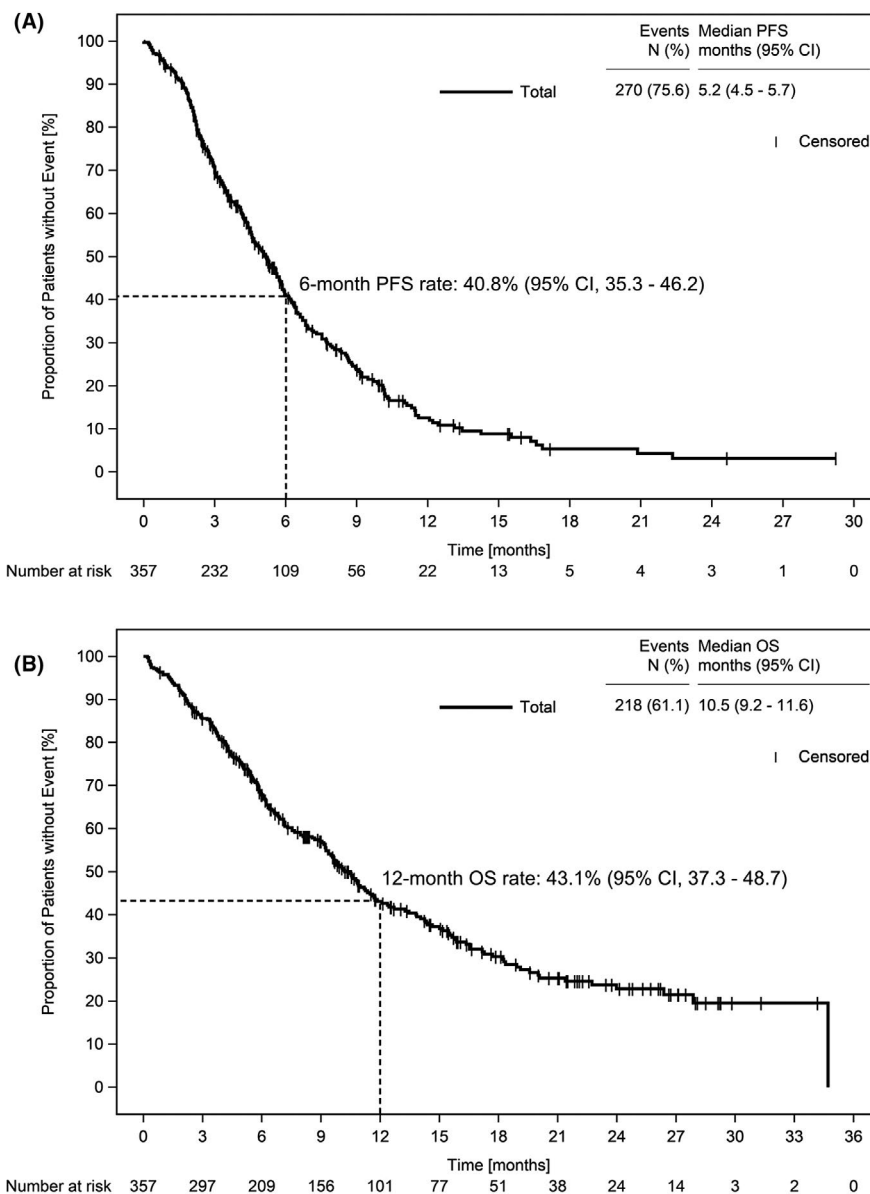 (A)
Events Median PFS
N (%) months (95% CI)
Total 270 (75.6) 5.2 (4.5 - 5.7)
Censored
Proportion of Patients without Event [%]
100
90
80
70
60
50
40
30
20
10
0
6-month PFS rate: 40.8% (95% CI, 35.3 - 46.2)
0 3 6 9 12 15 18 21 24 27 30
Time [months]
Number at risk 357 232 109 56 22 13 5 4 3 1 0
(B)
Events Median OS
N (%) months (95% CI)
Total 218 (61.1) 10.5 (9.2 - 11.6)
Censored
Proportion of Patients without Event [%]
100
90
80
70
60
50
40
30
20
10
0
12-month OS rate: 43.1% (95% CI, 37.3 - 48.7)
0 3 6 9 12 15 18 21 24 27 30 33 36
Time [months]
Number at risk 357 297 209 156 101 77 51 38 24 14 3 2 0